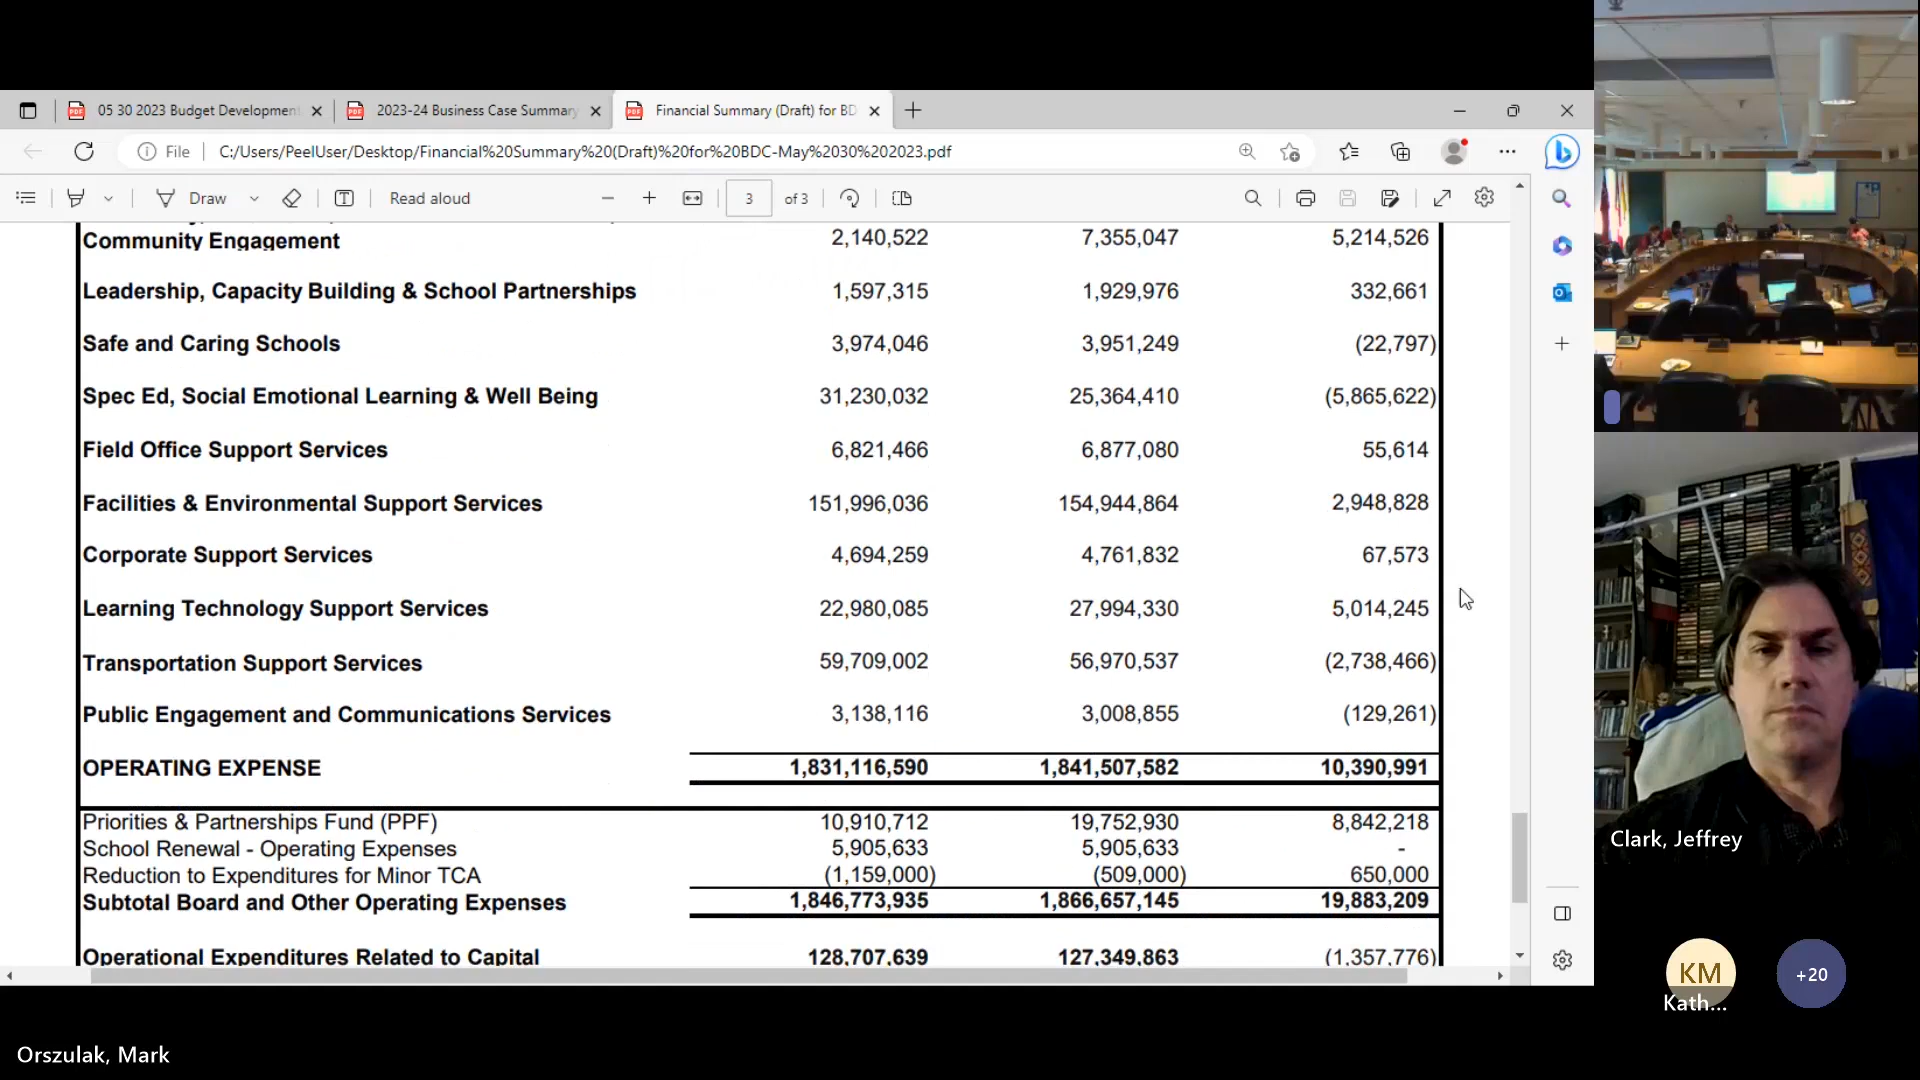 05 30 2023 Budget Development
2023-24 Business Case Summary
Financial Summary (Draft) for BD
File
C:/Users/PeelUser/Desktop/Financial%20Summary%20(Draft)%20for%20BDC-May%2030%202023.pdf
Draw
Read aloud
3 of 3
Community Engagement 2,140,522 7,355,047 5,214,526
Leadership, Capacity Building & School Partnerships 1,597,315 1,929,976 332,661
Safe and Caring Schools 3,974,046 3,951,249 (22,797)
Spec Ed, Social Emotional Learning & Well Being 31,230,032 25,364,410 (5,865,622)
Field Office Support Services 6,821,466 6,877,080 55,614
Facilities & Environmental Support Services 151,996,036 154,944,864 2,948,828
Corporate Support Services 4,694,259 4,761,832 67,573
Learning Technology Support Services 22,980,085 27,994,330 5,014,245
Transportation Support Services 59,709,002 56,970,537 (2,738,466)
Public Engagement and Communications Services 3,138,116 3,008,855 (129,261)
OPERATING EXPENSE 1,831,116,590 1,841,507,582 10,390,991
Priorities & Partnerships Fund (PPF) 10,910,712 19,752,930 8,842,218
School Renewal - Operating Expenses 5,905,633 5,905,633 -
Reduction to Expenditures for Minor TCA (1,159,000) (509,000) 650,000
Subtotal Board and Other Operating Expenses 1,846,773,935 1,866,657,145 19,883,209
Operational Expenditures Related to Capital 128,707,639 127,349,863 (1,357,776)
Clark, Jeffrey
KM
Kath...
+20
Orszulak, Mark